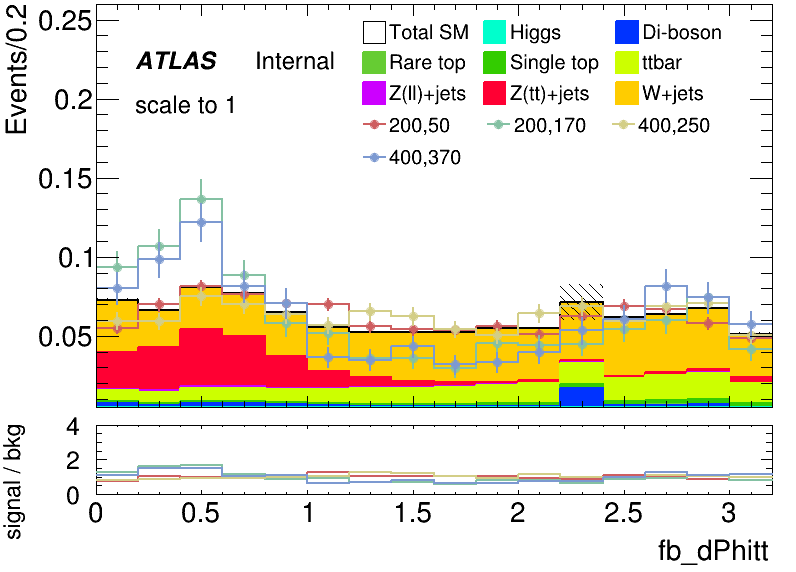 Events/0.2
0.25
0.2
0.15
0.1
0.05
ATLAS Internal
scale to 1
Total SM Higgs Di-boson
Rare top Single top ttbar
Z(ll)+jets Z(tt)+jets W+jets
200,50 200,170 400,250
400,370
signal / bkg
4
2
0
0 0.5 1 1.5 2 2.5 3
fb_dPhitt